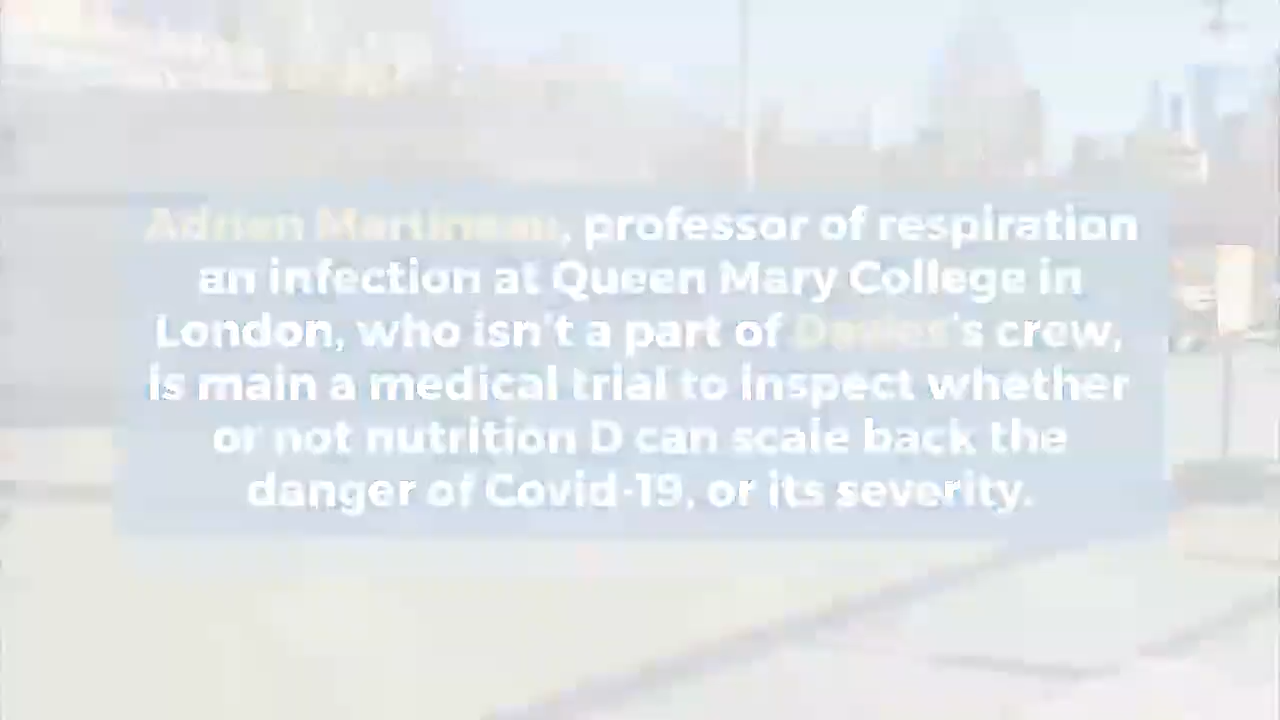 Adrian Martineau, professor of respiration
an infection at Queen Mary College in
London, who isn't a part of Davies's crew,
is main a medical trial to inspect whether
or not nutrition D can scale back the
danger of Covid-19, or its severity.